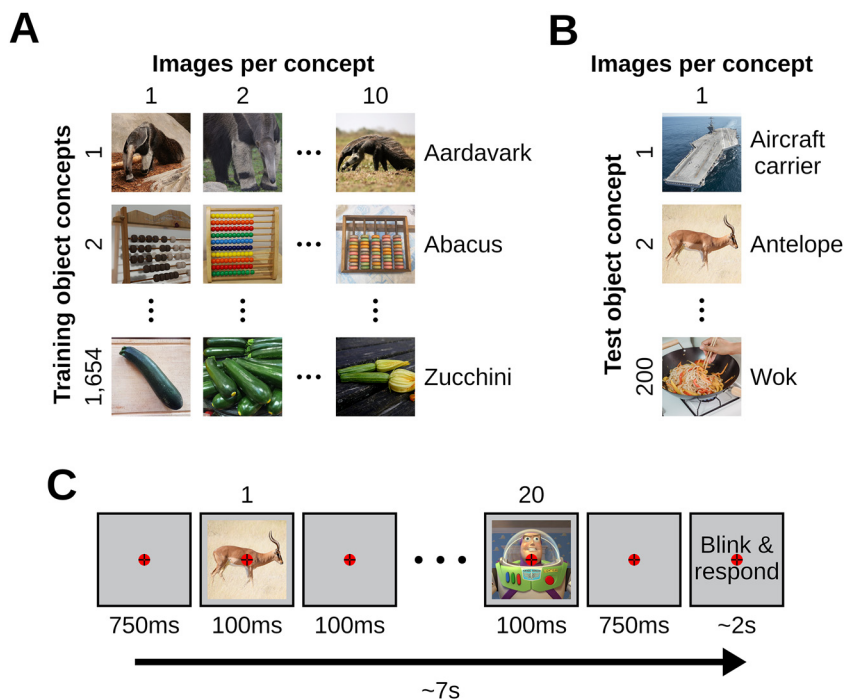 A
Images per concept
1 2 10
Training object concepts
1
Aardavark
2
Abacus
1,654
Zucchini
B
Images per concept
1
Test object concept
1
Aircraft
carrier
2
Antelope
200
Wok
C
1 20
Blink &
respond
750ms 100ms 100ms 100ms 750ms ~2s
~7s